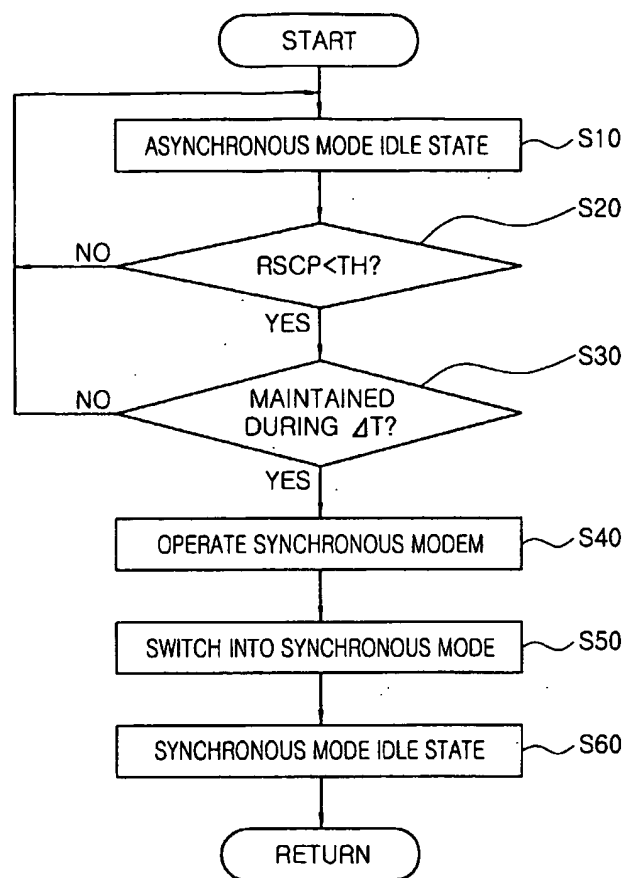 START
ASYNCHRONOUS MODE IDLE STATE
S10
S20
NO
RSCP<TH?
YES
S30
NO
MAINTAINED
DURING ΔT?
YES
OPERATE SYNCHRONOUS MODEM
S40
SWITCH INTO SYNCHRONOUS MODE
S50
SYNCHRONOUS MODE IDLE STATE
S60
RETURN